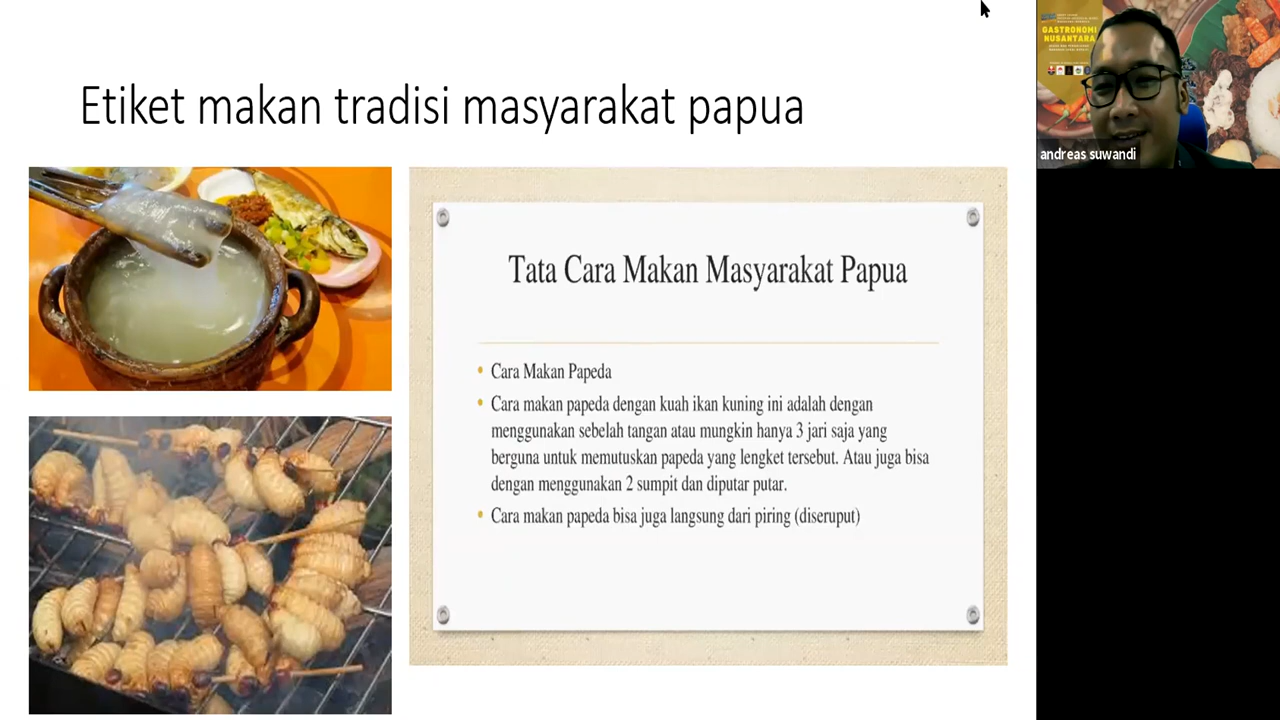 Etiket makan tradisi masyarakat papua
Tata Cara Makan Masyarakat Papua
• Cara Makan Papeda
• Cara makan papeda dengan kuah ikan kuning ini adalah dengan
menggunakan sebelah tangan atau mungkin hanya 3 jari saja yang
berguna untuk memutuskan papeda yang lengket tersebut. Atau juga bisa
dengan menggunakan 2 sumpit dan diputar putar.
• Cara makan papeda bisa juga langsung dari piring (diseruput)
GASTRONOMI
NUSANTARA
andreas suwandi